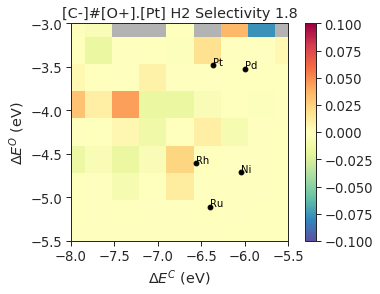 [C-]#[O+].[Pt] H2 Selectivity 1.8
−3.0
−3.5
−4.0
−4.5
−5.0
−5.5
ΔE^O (eV)
Pt
Pd
Rh
Ni
Ru
−8.0 −7.5 −7.0 −6.5 −6.0 −5.5
ΔE^C (eV)
0.100
0.075
0.050
0.025
0.000
−0.025
−0.050
−0.075
−0.100